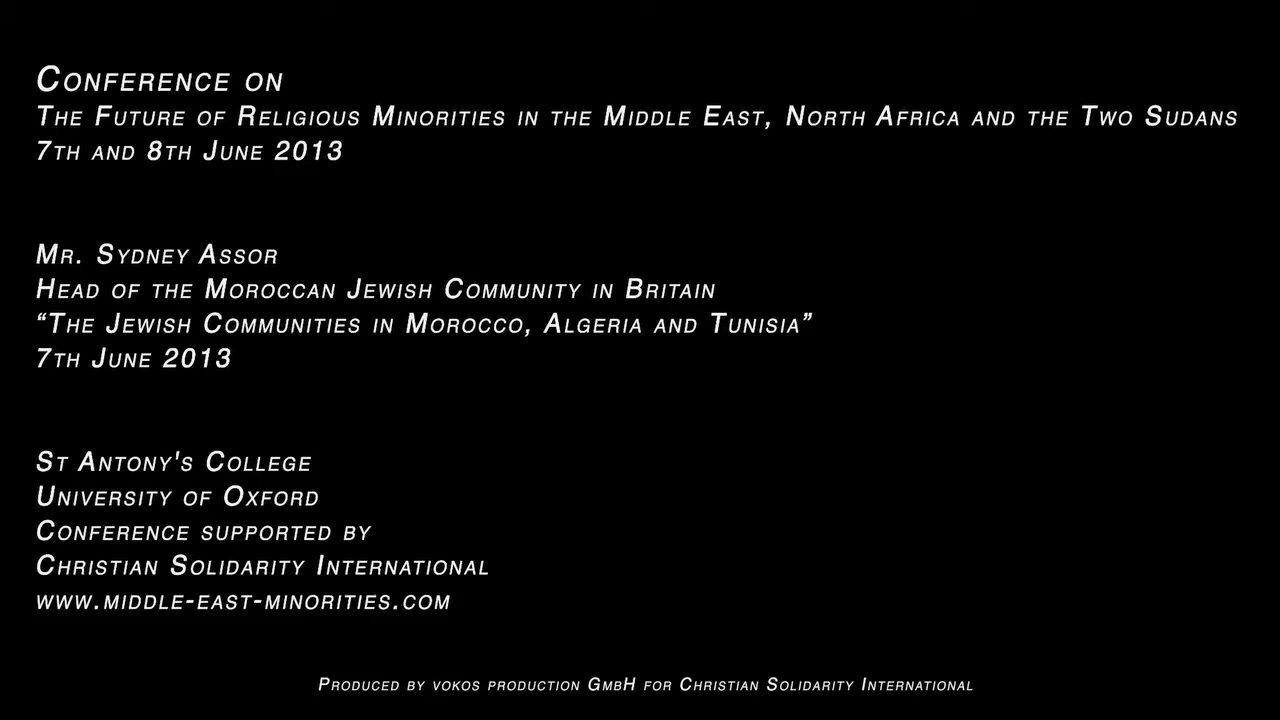 Conference on
The Future of Religious Minorities in the Middle East, North Africa and the Two Sudans
7th and 8th June 2013
Mr. Sydney Assor
Head of the Moroccan Jewish Community in Britain
“The Jewish Communities in Morocco, Algeria and Tunisia”
7th June 2013
St Antony's College
University of Oxford
Conference supported by
Christian Solidarity International
www.middle-east-minorities.com
Produced by vokos production GmbH for Christian Solidarity International